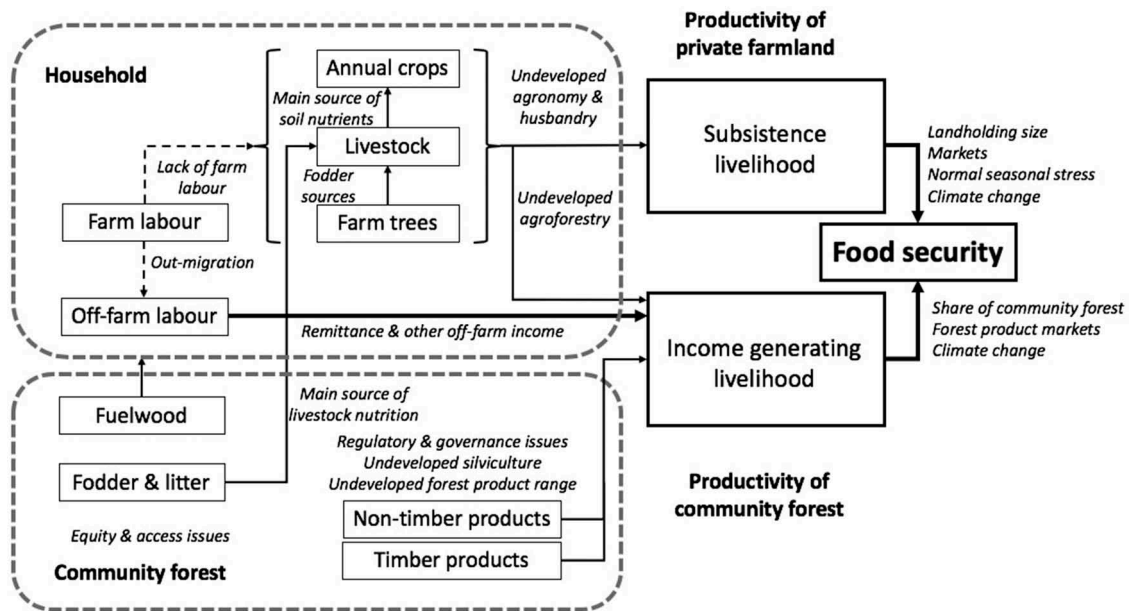 Productivity of
private farmland
Household
Annual crops
Main source of
soil nutrients
Livestock
Fodder
sources
Farm trees
Lack of farm
labour
Farm labour
Out-migration
Off-farm labour
Remittance & other off-farm income
Undeveloped
agronomy &
husbandry
Undeveloped
agroforestry
Subsistence
livelihood
Landholding size
Markets
Normal seasonal stress
Climate change
Food security
Share of community forest
Forest product markets
Climate change
Income generating
livelihood
Fuelwood
Main source of
livestock nutrition
Fodder & litter
Regulatory & governance issues
Undeveloped silviculture
Undeveloped forest product range
Non-timber products
Timber products
Equity & access issues
Community forest
Productivity of
community forest